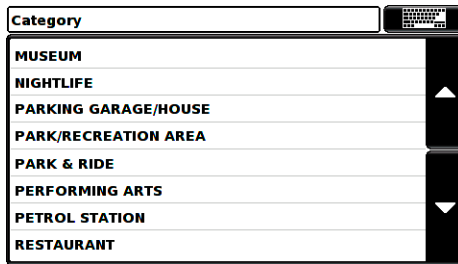 Category
MUSEUM
NIGHTLIFE
PARKING GARAGE/HOUSE
PARK/RECREATION AREA
PARK & RIDE
PERFORMING ARTS
PETROL STATION
RESTAURANT